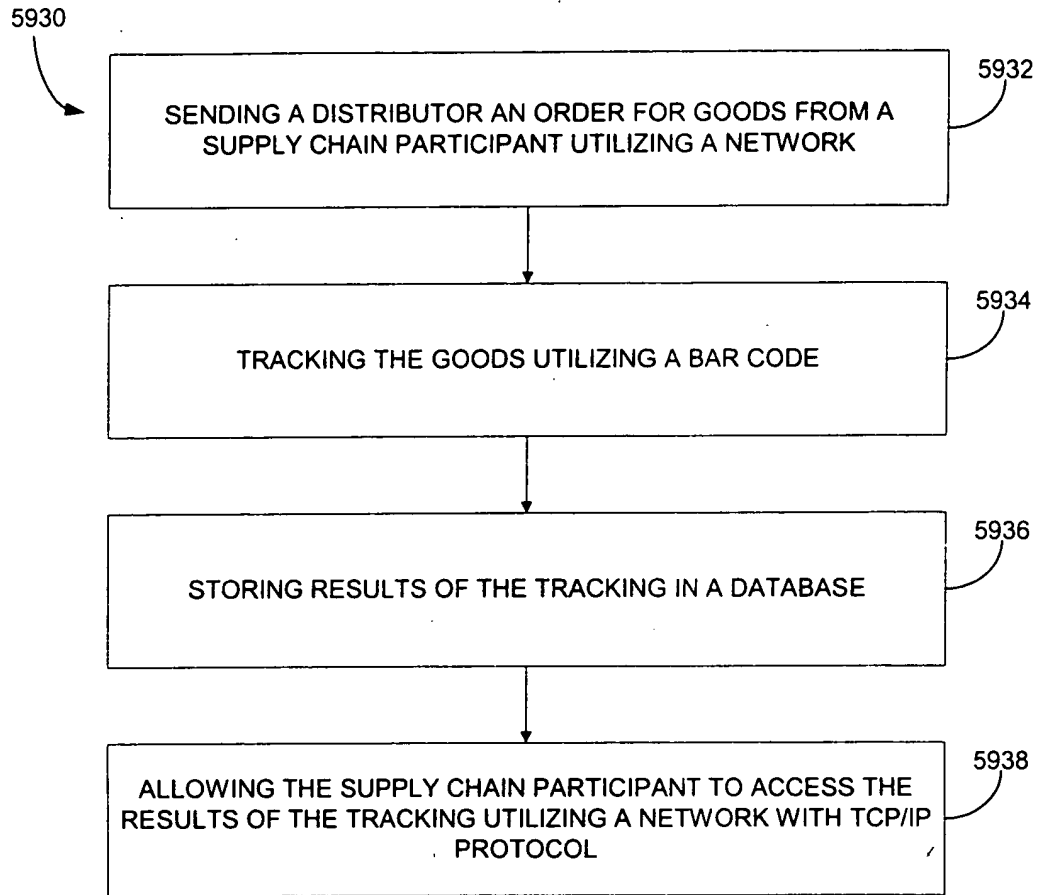 5930
5932
SENDING A DISTRIBUTOR AN ORDER FOR GOODS FROM A
SUPPLY CHAIN PARTICIPANT UTILIZING A NETWORK
5934
TRACKING THE GOODS UTILIZING A BAR CODE
5936
STORING RESULTS OF THE TRACKING IN A DATABASE
5938
ALLOWING THE SUPPLY CHAIN PARTICIPANT TO ACCESS THE
RESULTS OF THE TRACKING UTILIZING A NETWORK WITH TCP/IP
PROTOCOL